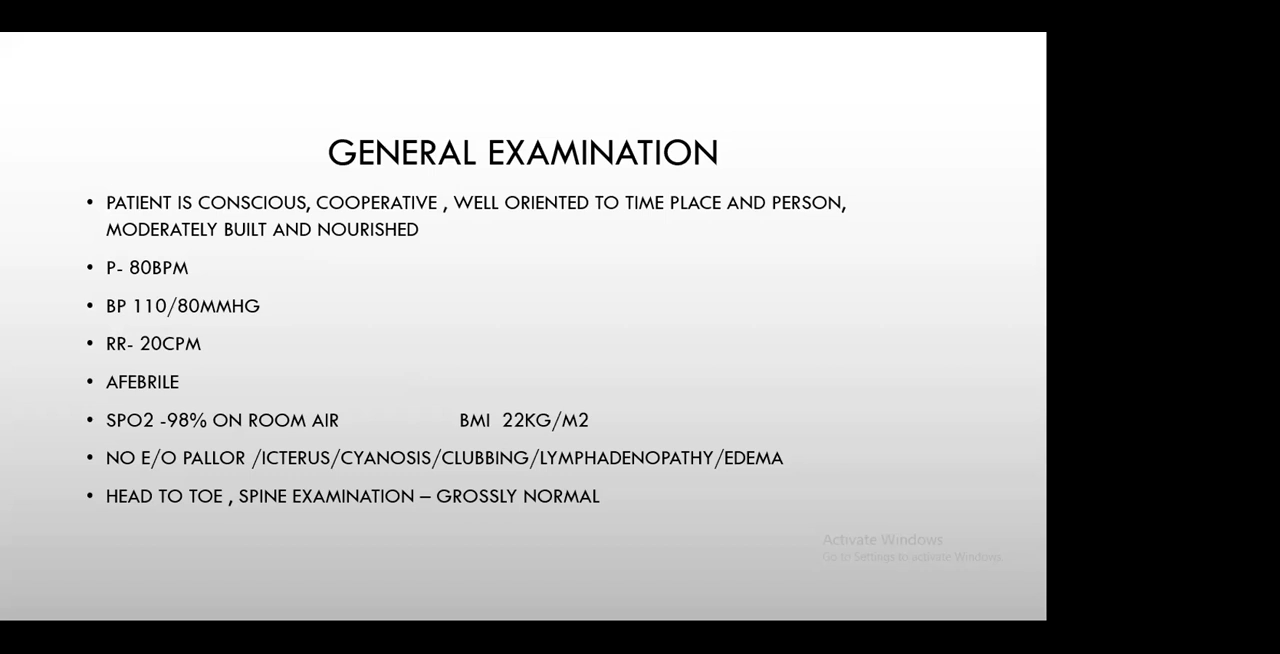 GENERAL EXAMINATION
• PATIENT IS CONSCIOUS, COOPERATIVE , WELL ORIENTED TO TIME PLACE AND PERSON,
MODERATELY BUILT AND NOURISHED
• P- 80BPM
• BP 110/80MMHG
• RR- 20CPM
• AFEBRILE
• SPO2 -98% ON ROOM AIR BMI 22KG/M2
• NO E/O PALLOR /ICTERUS/CYANOSIS/CLUBBING/LYMPHADENOPATHY/EDEMA
• HEAD TO TOE , SPINE EXAMINATION – GROSSLY NORMAL
Activate Windows
Go to Settings to activate Windows